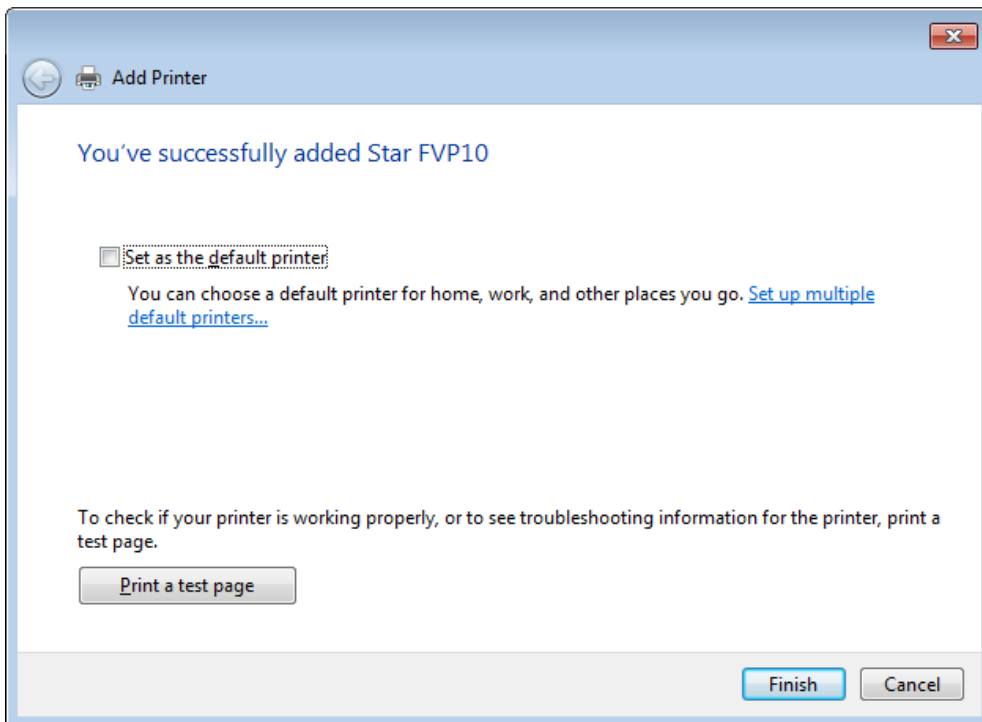 Add Printer
You've successfully added Star FVP10
Set as the default printer
You can choose a default printer for home, work, and other places you go. Set up multiple
default printers...
To check if your printer is working properly, or to see troubleshooting information for the printer, print a
test page.
Print a test page
Finish
Cancel